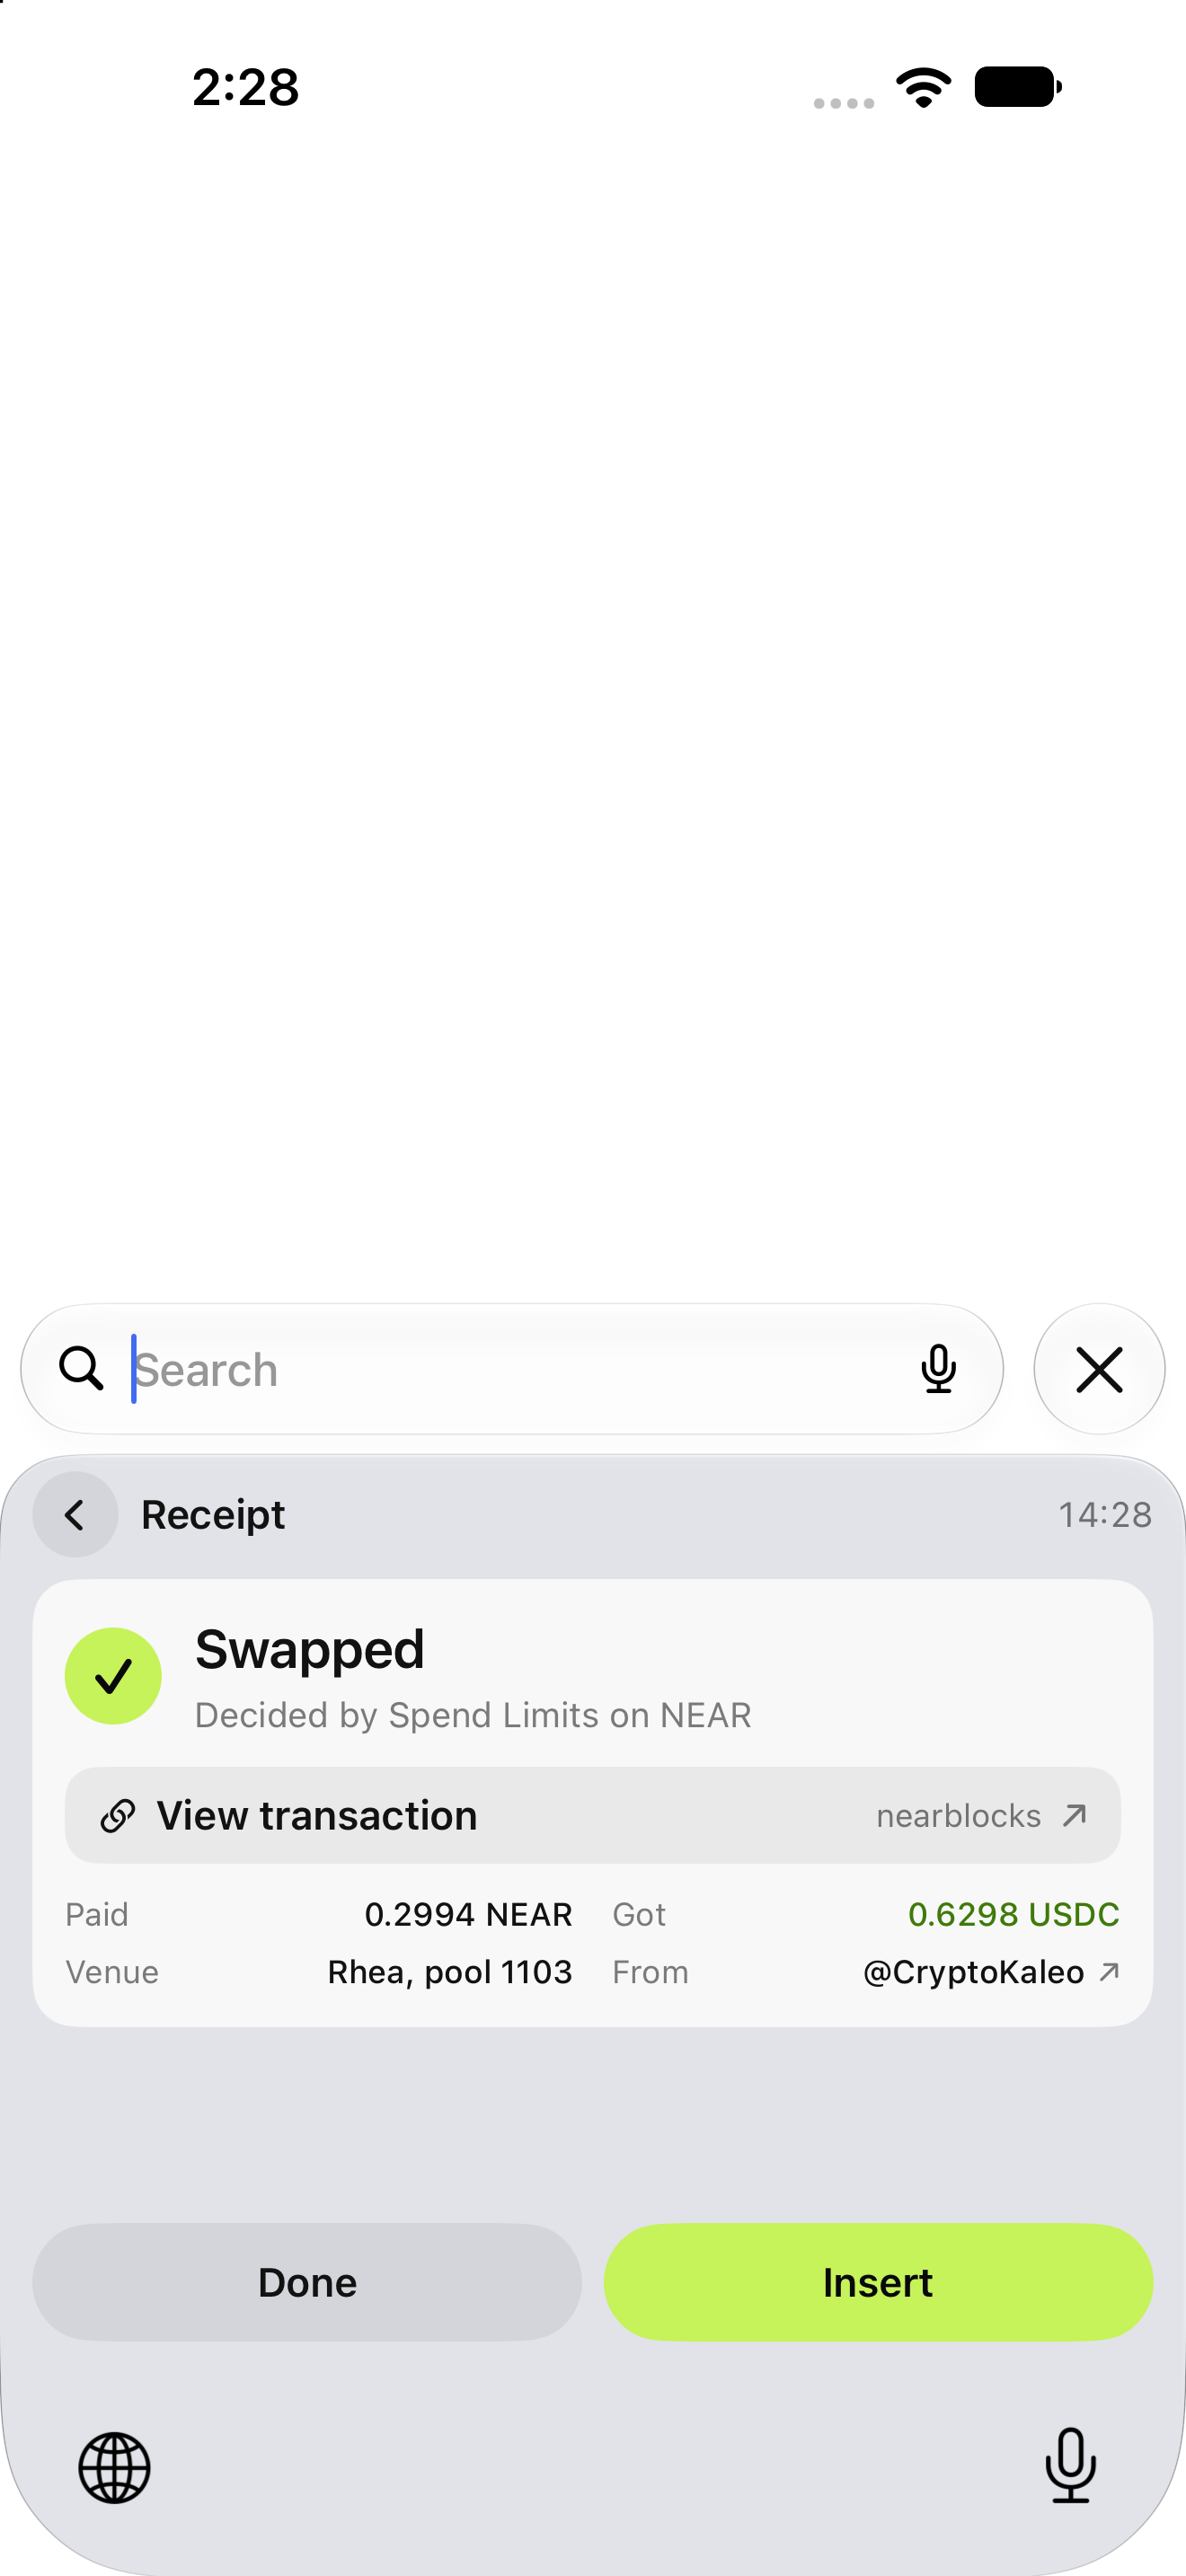 2:28
Search
Receipt
14:28
Swapped
Decided by Spend Limits on NEAR
View transaction
nearblocks
Paid 0.2994 NEAR Got 0.6298 USDC
Venue Rhea, pool 1103 From @CryptoKaleo
Done
Insert